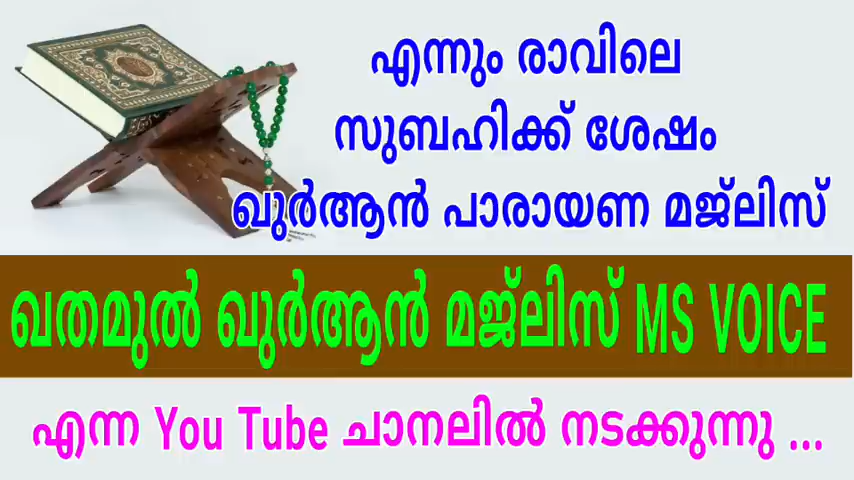 എന്നും രാവിലെ
സുബഹിക്ക് ശേഷം
ഖുർആൻ പാരായണ മജ്ലിസ്
ഖതമുൽ ഖുർആൻ മജ്ലിസ് MS VOICE
എന്ന You Tube ചാനലിൽ നടക്കുന്നു ...